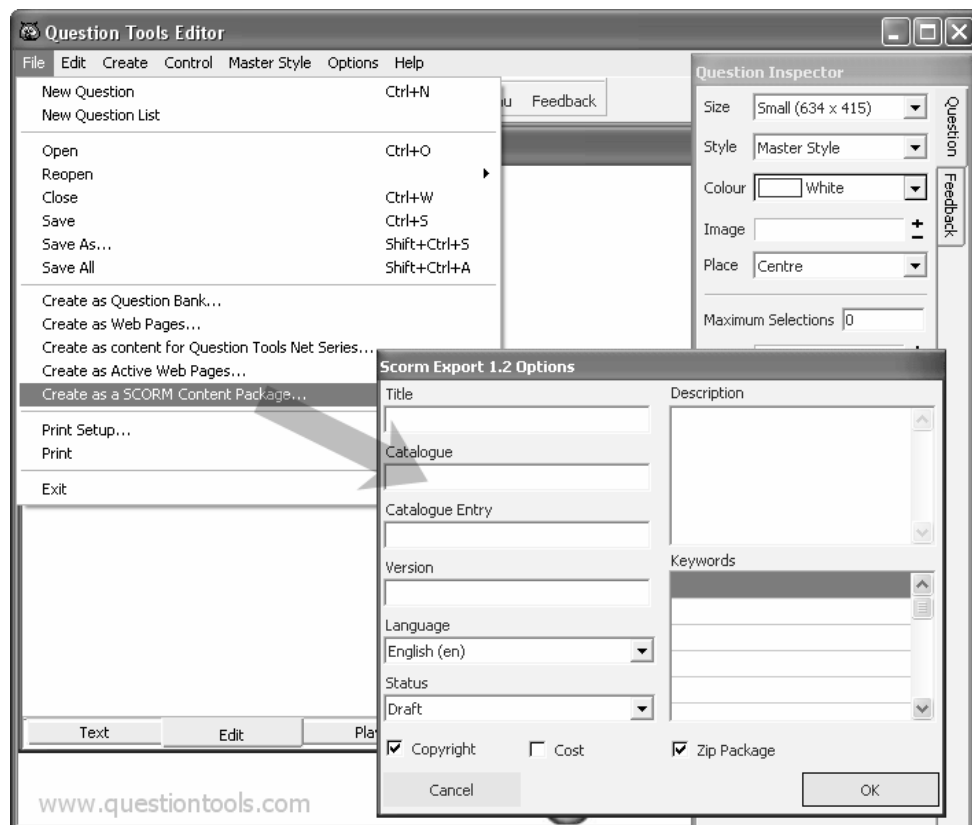 Question Tools Editor
File Edit Create Control Master Style Options Help
New Question Ctrl+N
New Question List
Open Ctrl+O
Reopen
Close Ctrl+W
Save Ctrl+S
Save As... Shift+Ctrl+S
Save All Shift+Ctrl+A
Create as Question Bank...
Create as Web Pages...
Create as content for Question Tools Net Series...
Create as Active Web Pages...
Create as a SCORM Content Package...
Print Setup...
Print
Exit
Feedback
Question Inspector
Size Small (634 x 415)
Style Master Style
Colour White
Image
Place Centre
Maximum Selections 0
Question
Feedback
Scorm Export 1.2 Options
Title
Catalogue
Catalogue Entry
Version
Language
English (en)
Status
Draft
Description
Keywords
Copyright Cost Zip Package
Cancel OK
Text Edit
www.questiontools.com